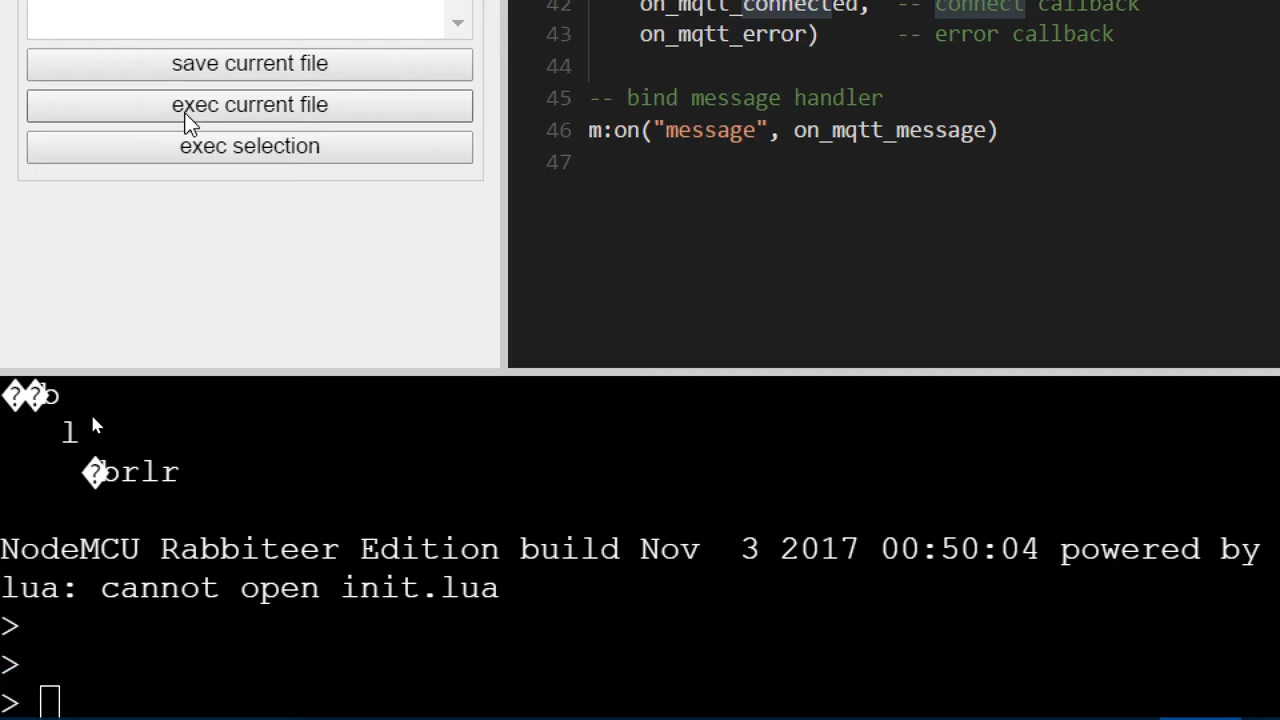 save current file
exec current file
exec selection
42 on_mqtt_connected, -- connect callback
43 on_mqtt_error) -- error callback
44
45 -- bind message handler
46 m:on("message", on_mqtt_message)
47
��b
l
�brlr
NodeMCU Rabbiteer Edition build Nov  3 2017 00:50:04 powered by
lua: cannot open init.lua
>
>
>